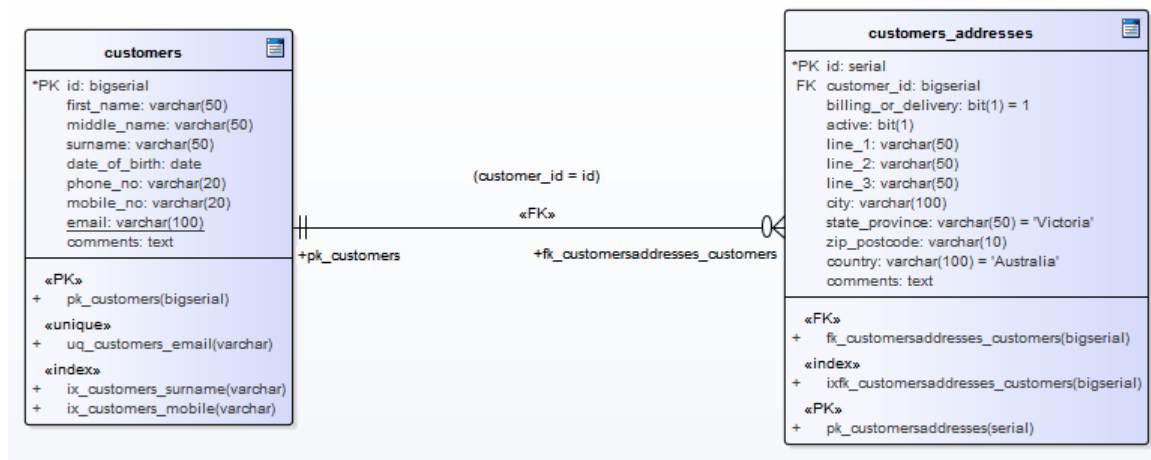 customers
*PK id: bigserial
first_name: varchar(50)
middle_name: varchar(50)
surname: varchar(50)
date_of_birth: date
phone_no: varchar(20)
mobile_no: varchar(20)
email: varchar(100)
comments: text
«PK»
+ pk_customers(bigserial)
«unique»
+ uq_customers_email(varchar)
«index»
+ ix_customers_surname(varchar)
+ ix_customers_mobile(varchar)
(customer_id = id)
«FK»
+pk_customers
+fk_customersaddresses_customers
customers_addresses
*PK id: serial
FK customer_id: bigserial
billing_or_delivery: bit(1) = 1
active: bit(1)
line_1: varchar(50)
line_2: varchar(50)
line_3: varchar(50)
city: varchar(100)
state_province: varchar(50) = 'Victoria'
zip_postcode: varchar(10)
country: varchar(100) = 'Australia'
comments: text
«FK»
+ fk_customersaddresses_customers(bigserial)
«index»
+ ixfk_customersaddresses_customers(bigserial)
«PK»
+ pk_customersaddresses(serial)